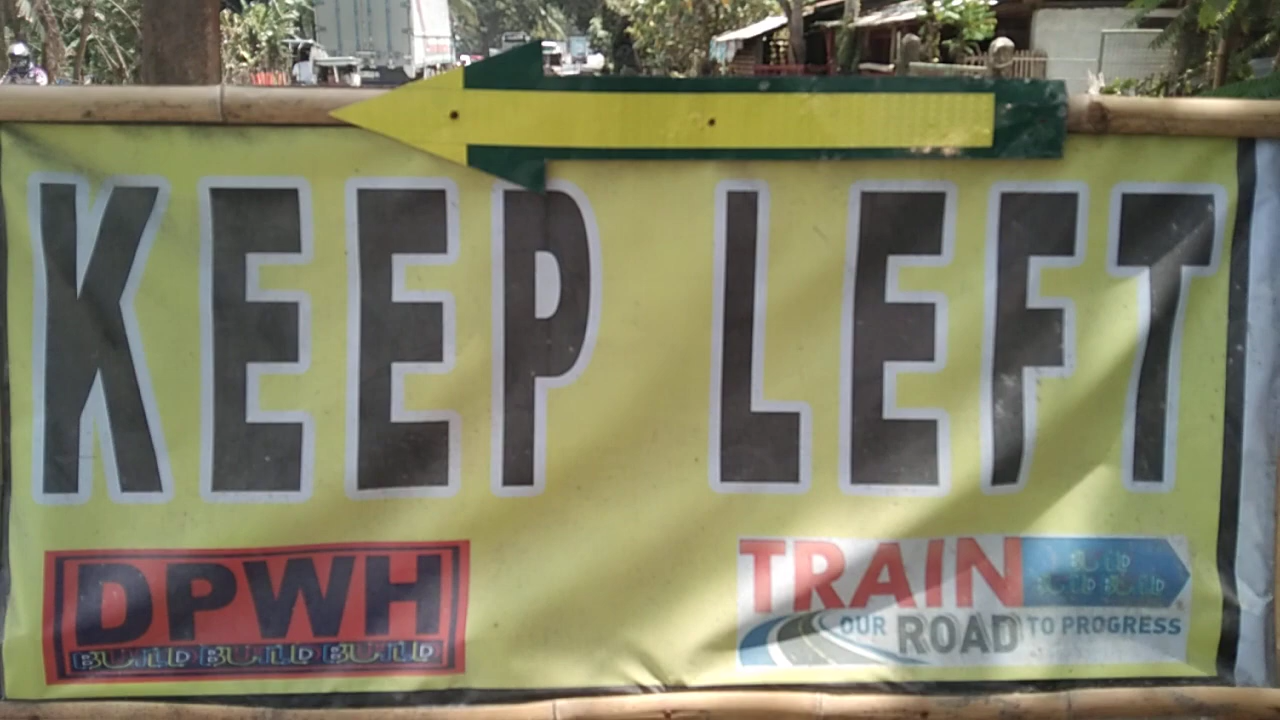 KEEP LEFT
DPWH
BUILD BUILD BUILD
TRAIN
BUILD
BUILD BUILD
OUR ROAD TO PROGRESS